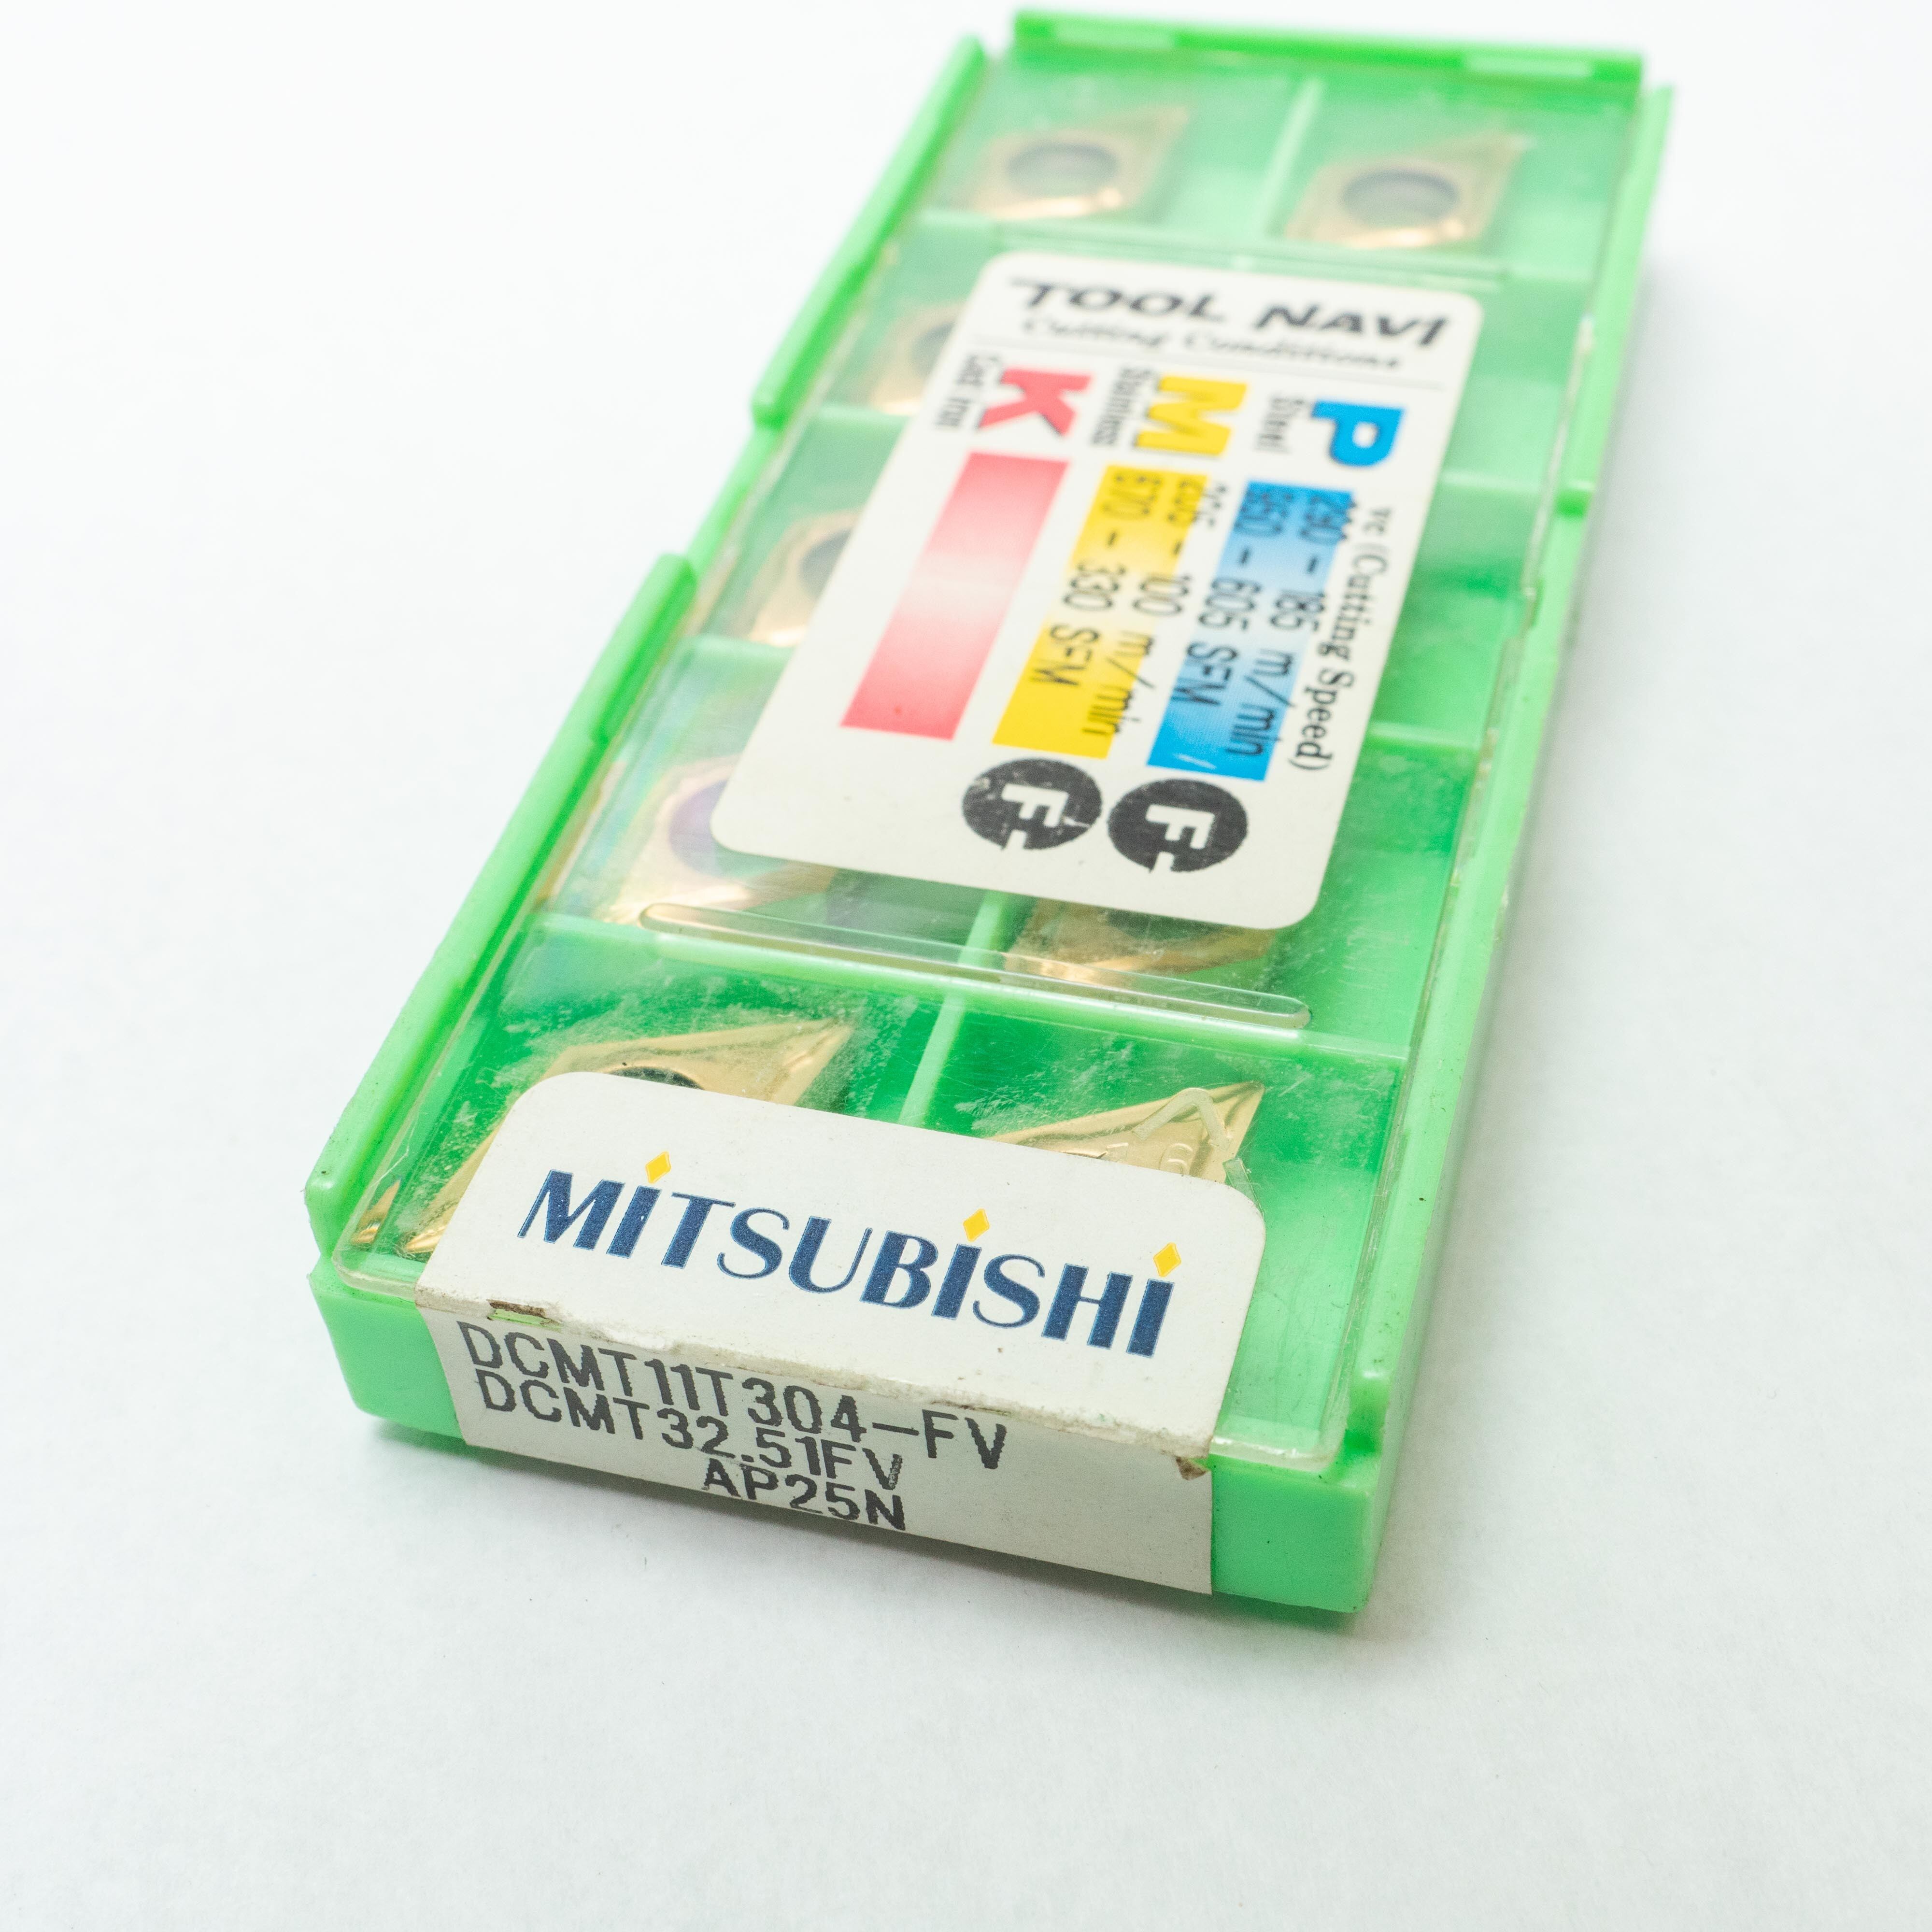 TOOL NAVI
Cutting Conditions
vc (Cutting Speed)
P
Steel
290 - 185 m/min
950 - 605 SFM
F
M
Stainless
205 - 100 m/min
670 - 330 SFM
F
K
Cast Iron
MITSUBISHI
DCMT11T304-FV
DCMT32.51FV
AP25N